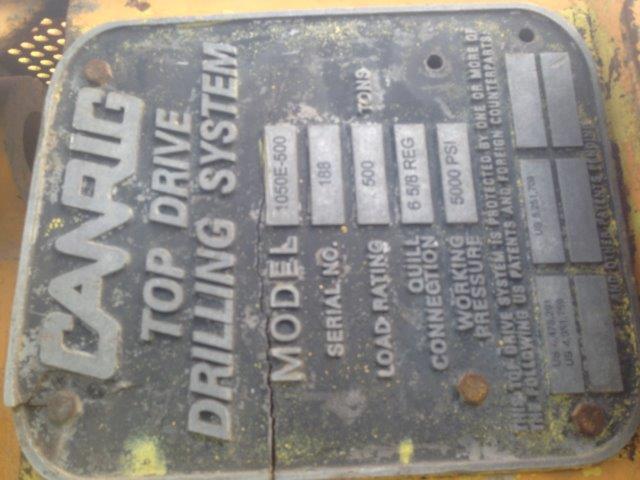 CANRIG
TOP DRIVE
DRILLING SYSTEM
MODEL 1050E-500
SERIAL NO. 188
LOAD RATING 500 TONS
QUILL CONNECTION 6 5/8 REG
WORKING PRESSURE 5000 PSI
THIS TOP DRIVE SYSTEM IS PROTECTED BY ONE OR MORE OF
THE FOLLOWING US PATENTS AND FOREIGN COUNTERPARTS